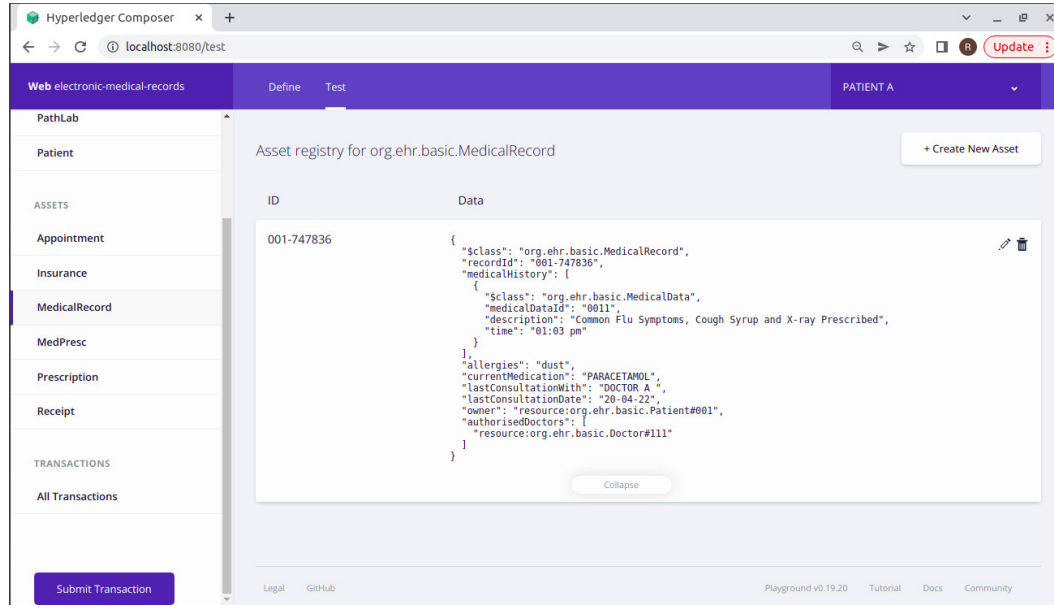 Hyperledger Composer
localhost:8080/test
R
Update
Web electronic-medical-records
Define
Test
PATIENT A
PathLab
Patient
ASSETS
Appointment
Insurance
MedicalRecord
MedPresc
Prescription
Receipt
TRANSACTIONS
All Transactions
Submit Transaction
Asset registry for org.ehr.basic.MedicalRecord
+ Create New Asset
ID
Data
001-747836
{
"$class": "org.ehr.basic.MedicalRecord",
"recordId": "001-747836",
"medicalHistory": [
{
"$class": "org.ehr.basic.MedicalData",
"medicalDataId": "0011",
"description": "Common Flu Symptoms, Cough Syrup and X-ray Prescribed",
"time": "01:03 pm"
}
],
"allergies": "dust",
"currentMedication": "PARACETAMOL",
"lastConsultationWith": "DOCTOR A ",
"lastConsultationDate": "20-04-22",
"owner": "resource:org.ehr.basic.Patient#001",
"authorisedDoctors": [
"resource:org.ehr.basic.Doctor#111"
]
}
Collapse
Legal
GitHub
Playground v0.19.20
Tutorial
Docs
Community